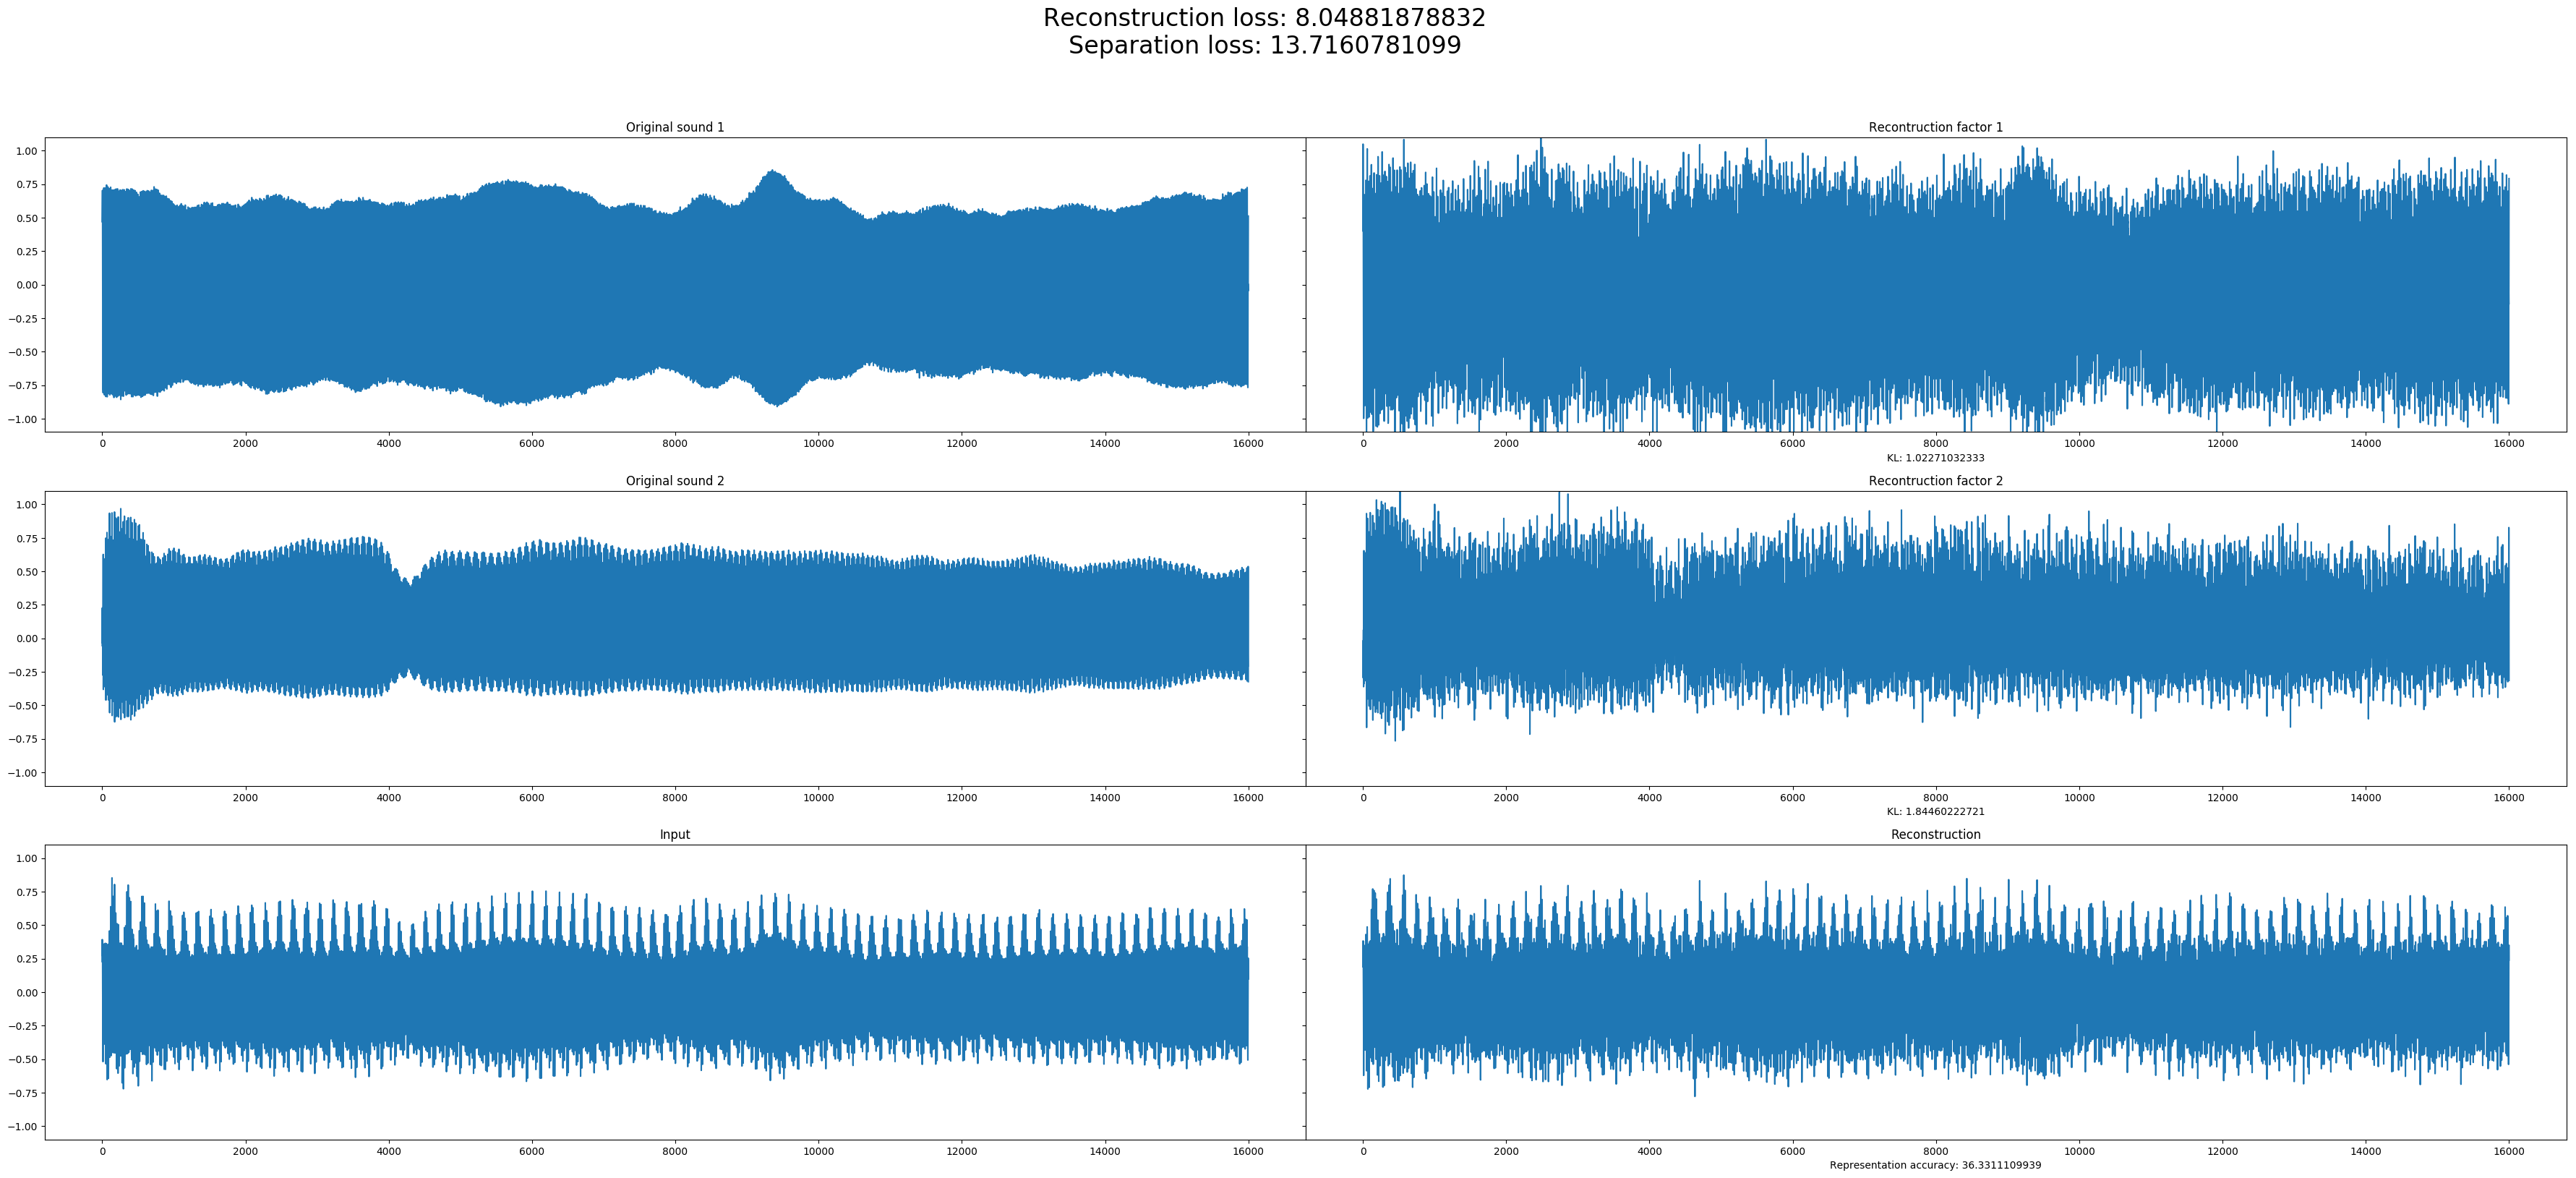 Reconstruction loss: 8.04881878832
Separation loss: 13.7160781099
Original sound 1
Recontruction factor 1
1.00
0.75
0.50
0.25
0.00
−0.25
−0.50
−0.75
−1.00
0 2000 4000 6000 8000 10000 12000 14000 16000
0 2000 4000 6000 8000 10000 12000 14000 16000
KL: 1.02271032333
Original sound 2
Recontruction factor 2
1.00
0.75
0.50
0.25
0.00
−0.25
−0.50
−0.75
−1.00
0 2000 4000 6000 8000 10000 12000 14000 16000
0 2000 4000 6000 8000 10000 12000 14000 16000
KL: 1.84460222721
Input
Reconstruction
1.00
0.75
0.50
0.25
0.00
−0.25
−0.50
−0.75
−1.00
0 2000 4000 6000 8000 10000 12000 14000 16000
0 2000 4000 6000 8000 10000 12000 14000 16000
Representation accuracy: 36.3311109939